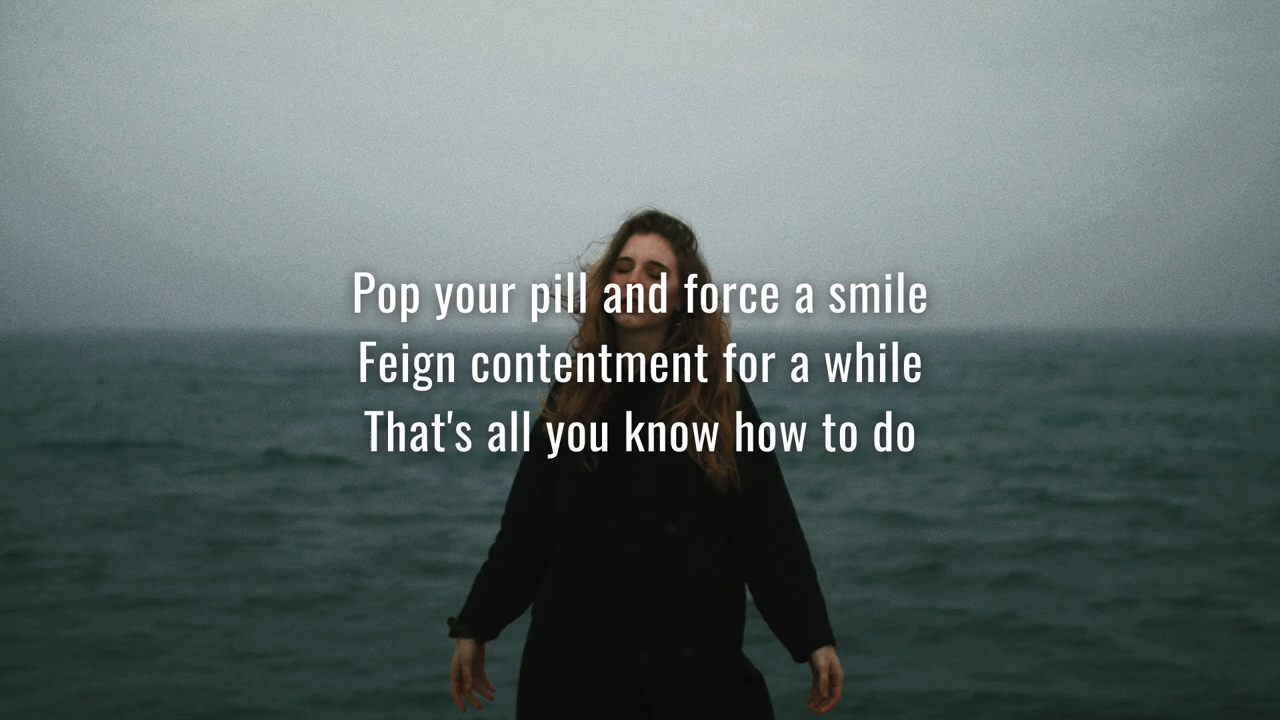 Pop your pill and force a smile
Feign contentment for a while
That's all you know how to do